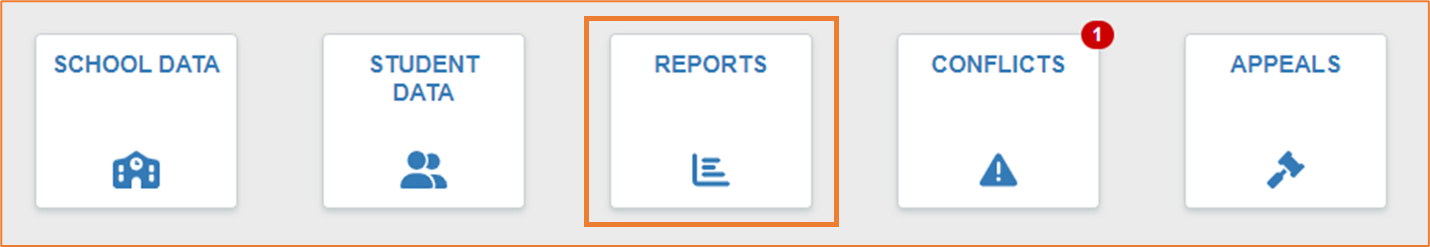 SCHOOL DATA
STUDENT
DATA
REPORTS
CONFLICTS
1
APPEALS